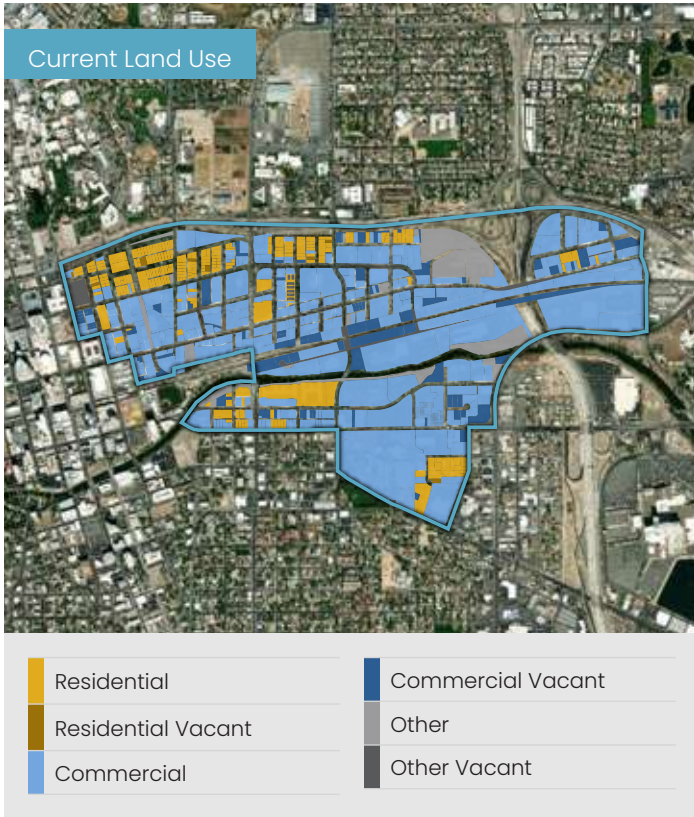 Current Land Use
Residential
Residential Vacant
Commercial
Commercial Vacant
Other
Other Vacant